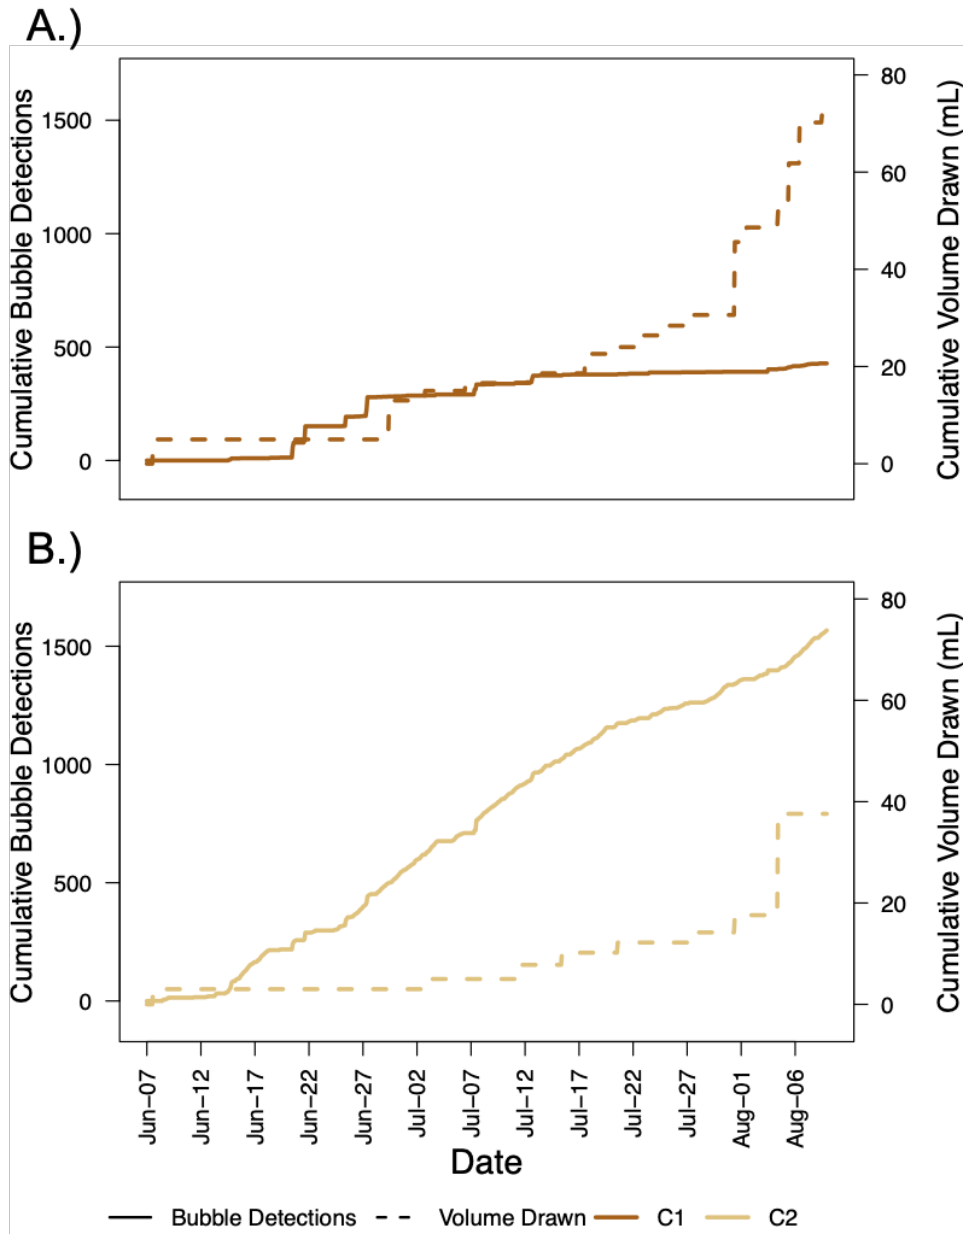 A.)
Cumulative Bubble Detections
1500
1000
500
0
80
60
40
20
0
Cumulative Volume Drawn (mL)
B.)
Cumulative Bubble Detections
1500
1000
500
0
80
60
40
20
0
Cumulative Volume Drawn (mL)
Jun-07
Jun-12
Jun-17
Jun-22
Jun-27
Jul-02
Jul-07
Jul-12
Jul-17
Jul-22
Jul-27
Aug-01
Aug-06
Date
Bubble Detections Volume Drawn C1 C2